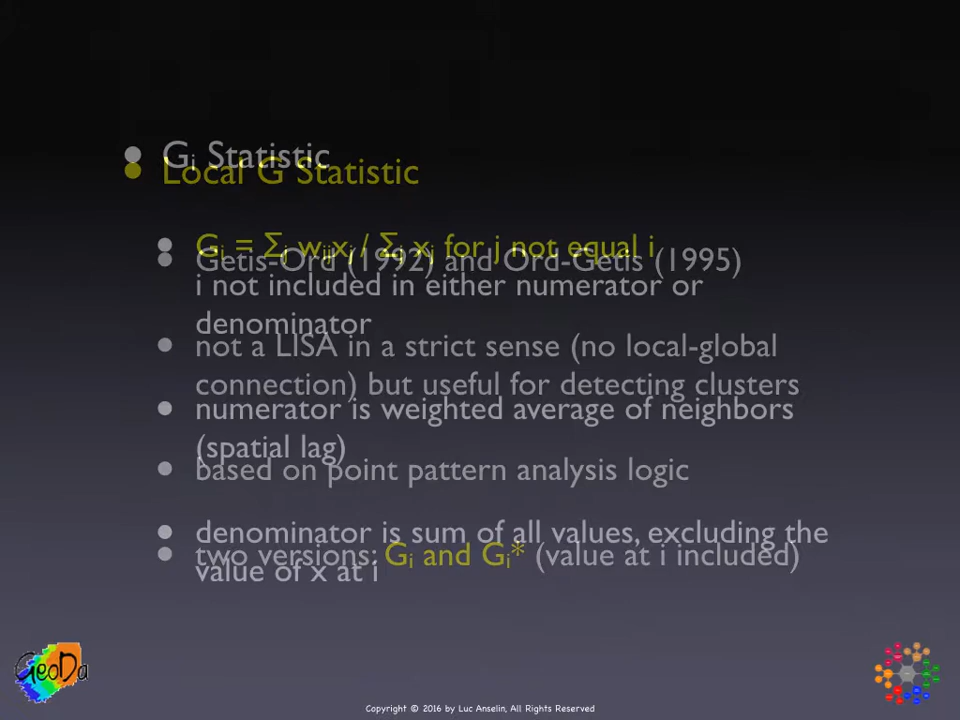 • Gᵢ Statistic
• Local G Statistic
• Gᵢ = Σⱼ wᵢⱼxⱼ / Σⱼ xⱼ for j not equal i
• Getis-Ord (1992) and Ord-Getis (1995)
i not included in either numerator or
denominator
• not a LISA in a strict sense (no local-global
connection) but useful for detecting clusters
• numerator is weighted average of neighbors
(spatial lag)
• based on point pattern analysis logic
• denominator is sum of all values, excluding the
• two versions: Gᵢ and Gᵢ* (value at i included)
value of x at i
GeoDa
Copyright © 2016 by Luc Anselin, All Rights Reserved